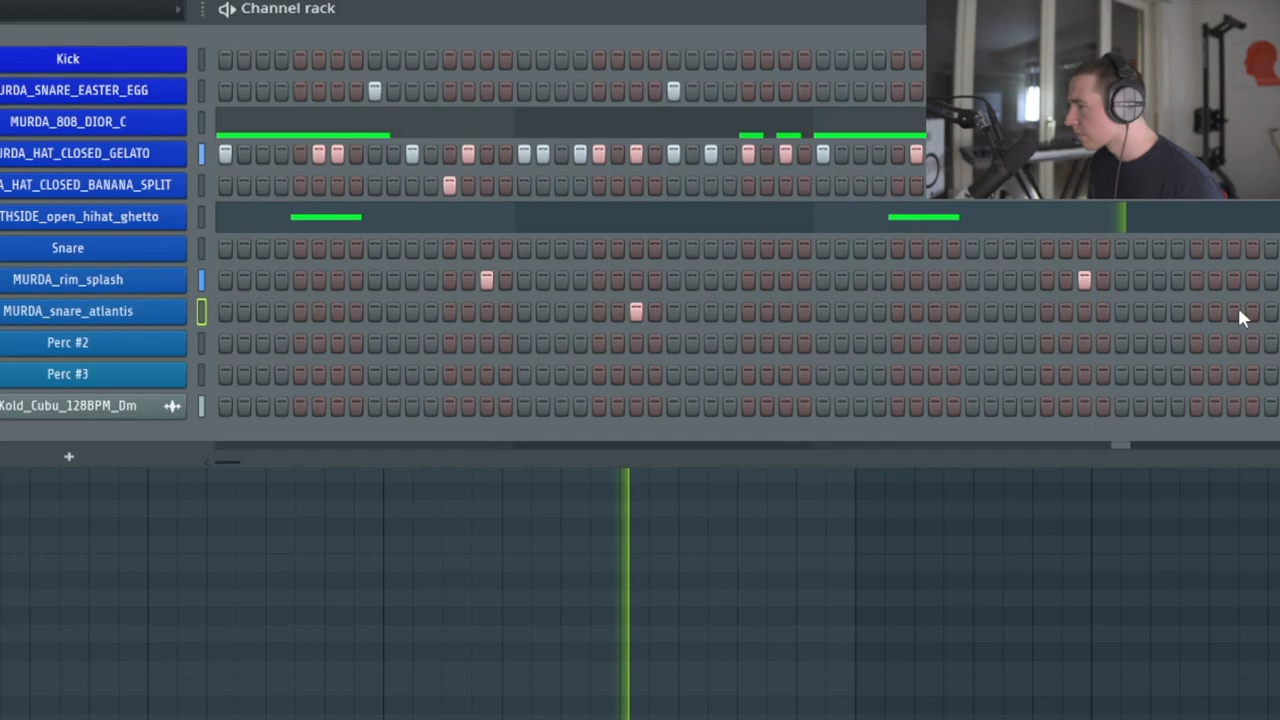 Channel rack
Kick
URDA_SNARE_EASTER_EGG
MURDA_808_DIOR_C
URDA_HAT_CLOSED_GELATO
A_HAT_CLOSED_BANANA_SPLIT
THSIDE_open_hihat_ghetto
Snare
MURDA_rim_splash
MURDA_snare_atlantis
Perc #2
Perc #3
Kold_Cubu_128BPM_Dm
+